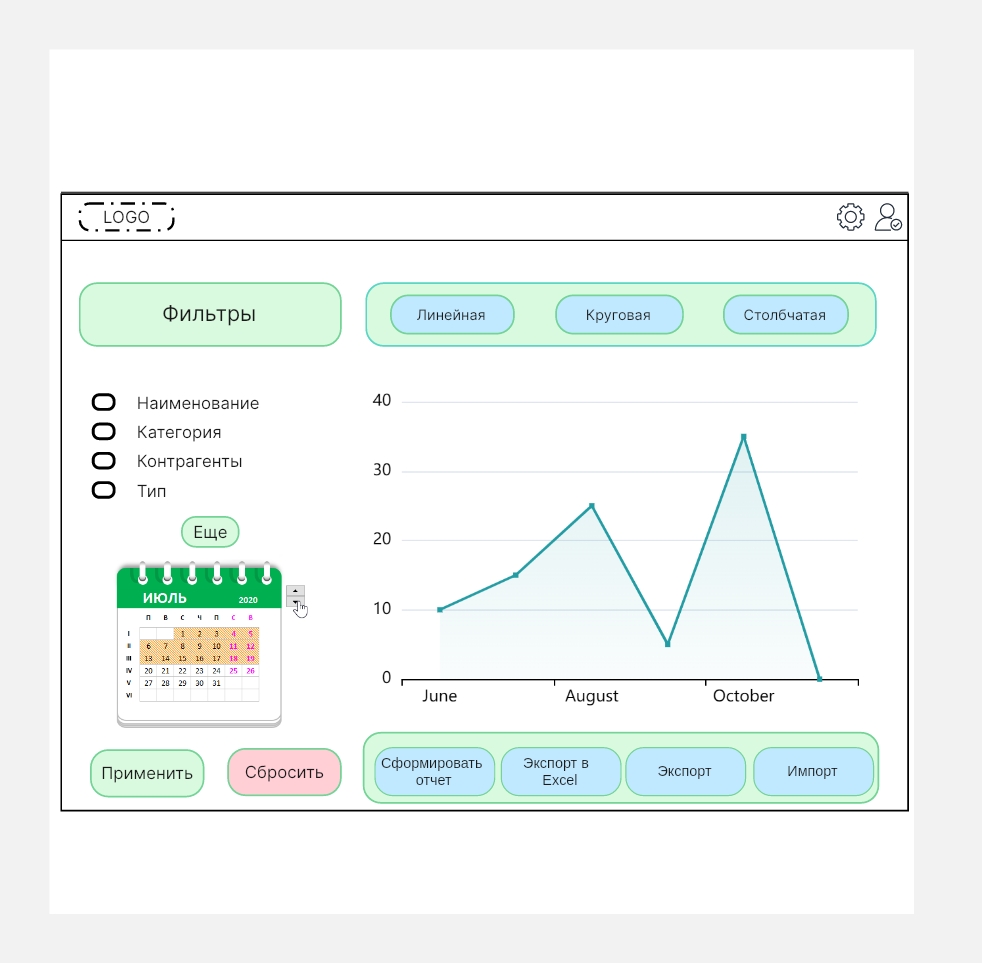 LOGO
Фильтры
Линейная
Круговая
Столбчатая
Наименование
Категория
Контрагенты
Тип
Еще
ИЮЛЬ 2020
П В С Ч П С В
I 1 2 3 4 5
II 6 7 8 9 10 11 12
III 13 14 15 16 17 18 19
IV 20 21 22 23 24 25 26
V 27 28 29 30 31
VI
Применить
Сбросить
40
30
20
10
0
June August October
Сформировать
отчет
Экспорт в
Excel
Экспорт
Импорт